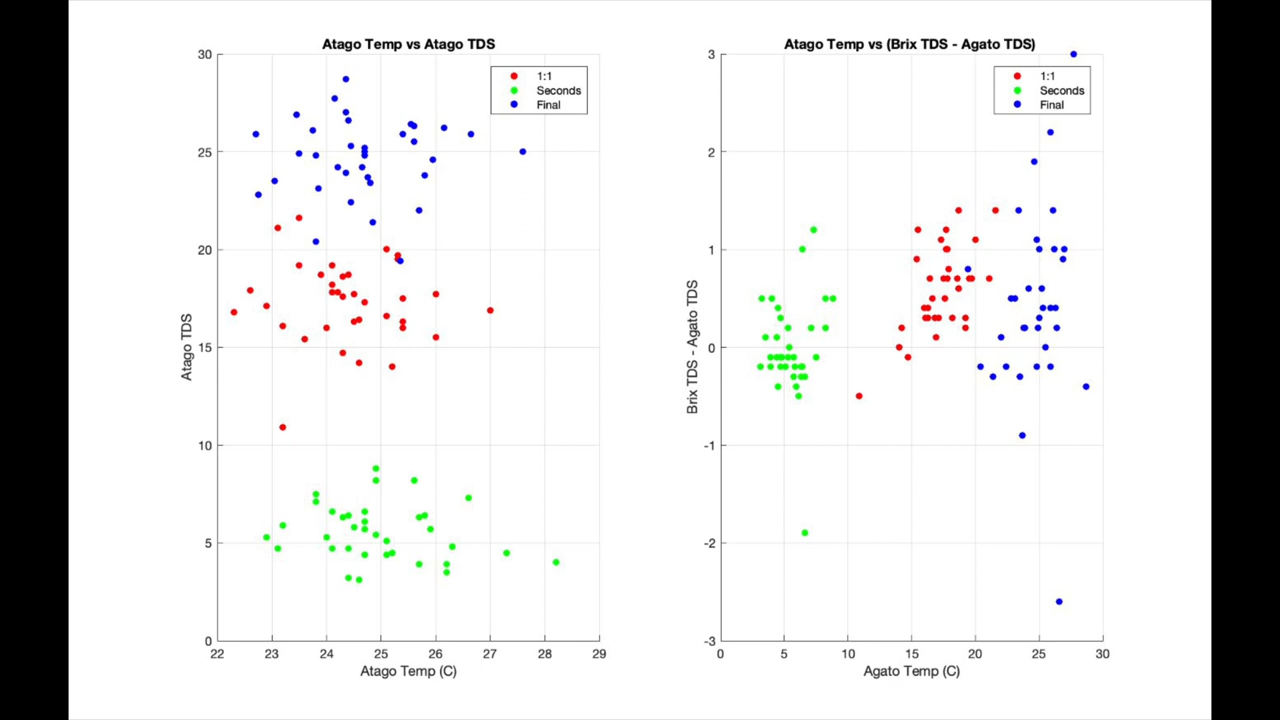 Atago Temp vs Atago TDS
30
25
20
15
10
5
0
Atago TDS
22 23 24 25 26 27 28 29
Atago Temp (C)
1:1
Seconds
Final
Atago Temp vs (Brix TDS - Agato TDS)
3
2
1
0
-1
-2
-3
Brix TDS - Agato TDS
0 5 10 15 20 25 30
Agato Temp (C)
1:1
Seconds
Final